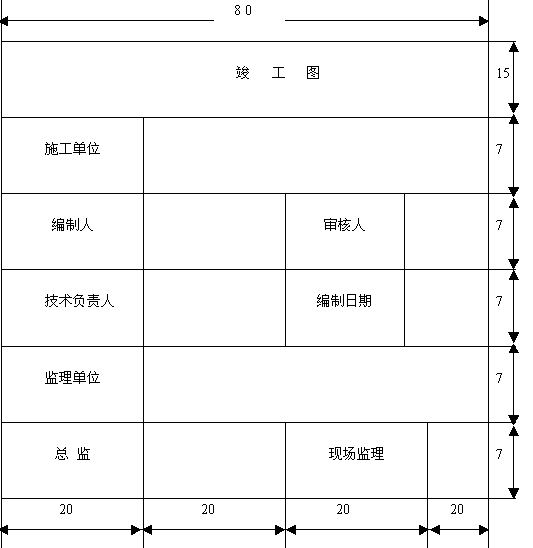 80
竣 工 图
15
施工单位
7
编制人 审核人
7
技术负责人 编制日期
7
监理单位
7
总 监 现场监理
7
20 20 20 20